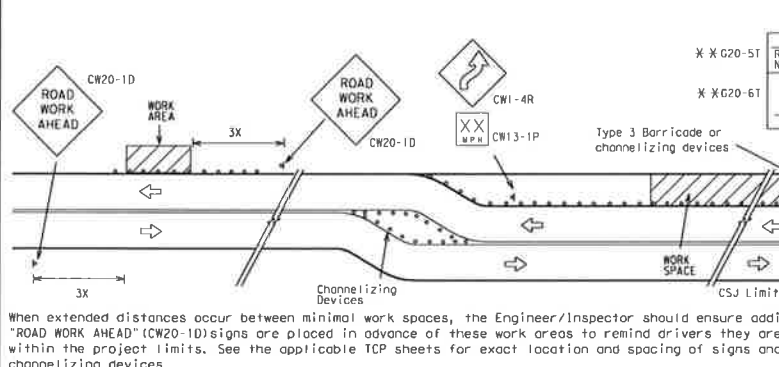 ROAD
WORK
AHEAD
CW20-1D
WORK
AREA
3X
ROAD
WORK
AHEAD
CW20-1D
CW1-4R
XX
MPH
CW13-1P
* * G20-5T
* * G20-6T
Type 3 Barricade or
channelizing devices
3X
Channelizing
Devices
WORK
SPACE
CSJ Limit
When extended distances occur between minimal work spaces, the Engineer/Inspector should ensure addi
"ROAD WORK AHEAD"(CW20-1D)signs are placed in advance of these work areas to remind drivers they are
within the project limits. See the applicable TCP sheets for exact location and spacing of signs and
channelizing devices